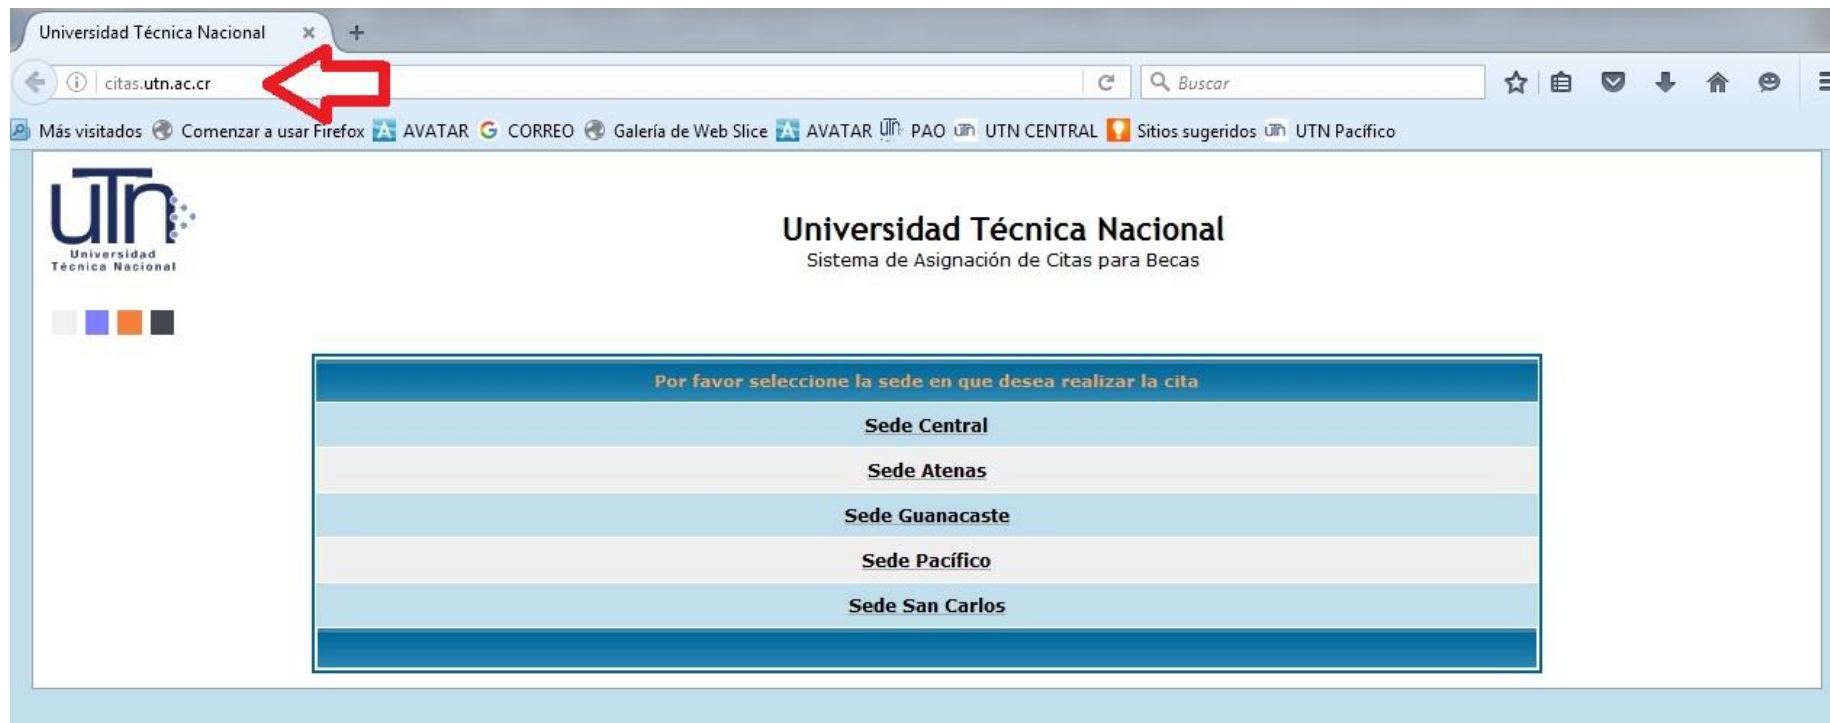 Universidad Técnica Nacional
citas.utn.ac.cr
Buscar
Más visitados Comenzar a usar Firefox AVATAR CORREO Galería de Web Slice AVATAR PAO UTN CENTRAL Sitios sugeridos UTN Pacífico
uTn
Universidad
Técnica Nacional
Universidad Técnica Nacional
Sistema de Asignación de Citas para Becas
Por favor seleccione la sede en que desea realizar la cita
Sede Central
Sede Atenas
Sede Guanacaste
Sede Pacífico
Sede San Carlos